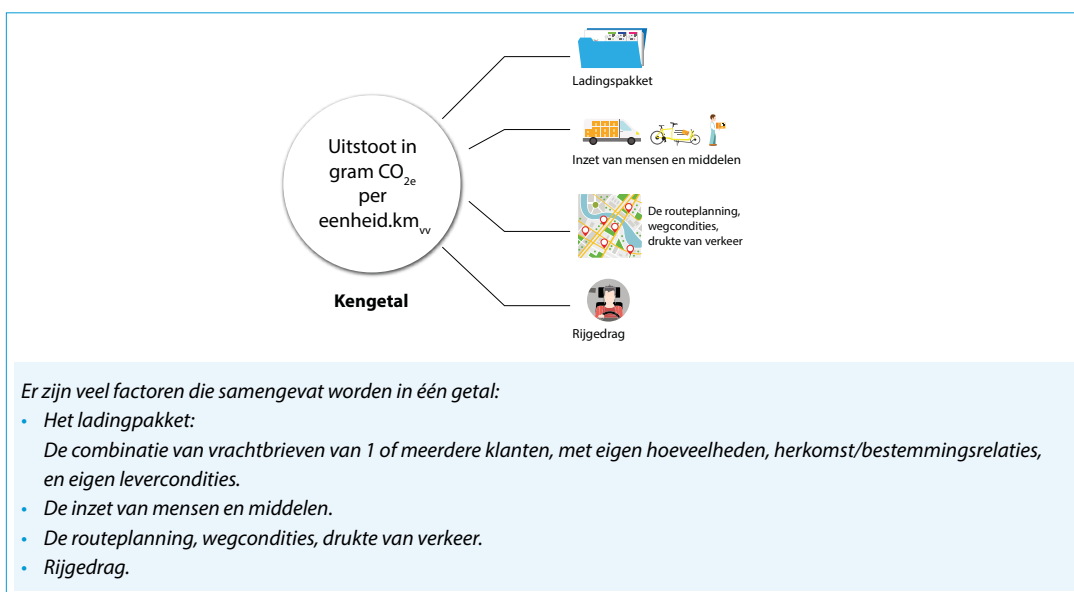 Ladingspakket
Uitstoot in
gram CO2e
per
eenheid.kmvv
Kengetal
Inzet van mensen en middelen
De routeplanning,
wegcondities,
drukte van verkeer
Rijgedrag
Er zijn veel factoren die samengevat worden in één getal:
• Het ladingpakket:
De combinatie van vrachtbrieven van 1 of meerdere klanten, met eigen hoeveelheden, herkomst/bestemmingsrelaties,
en eigen levercondities.
• De inzet van mensen en middelen.
• De routeplanning, wegcondities, drukte van verkeer.
• Rijgedrag.